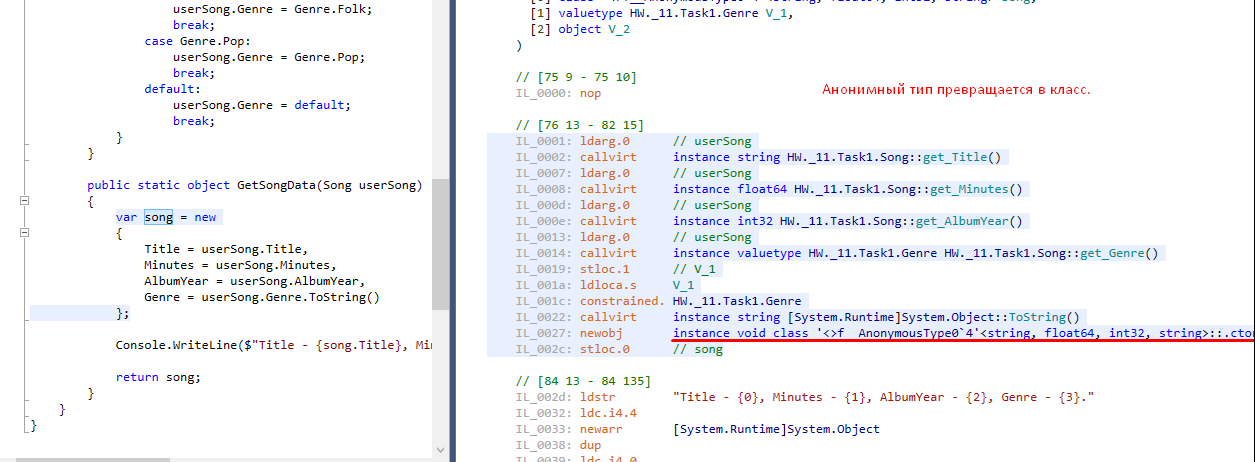 userSong.Genre = Genre.Folk;
break;
case Genre.Pop:
userSong.Genre = Genre.Pop;
break;
default:
userSong.Genre = default;
break;
}
}
public static object GetSongData(Song userSong)
{
var song = new
{
Title = userSong.Title,
Minutes = userSong.Minutes,
AlbumYear = userSong.AlbumYear,
Genre = userSong.Genre.ToString()
};
Console.WriteLine($"Title - {song.Title}, Min
return song;
}
}
}
[1] valuetype HW._11.Task1.Genre V_1,
[2] object V_2
)
// [75 9 - 75 10]
IL_0000: nop
Анонимный тип превращается в класс.
// [76 13 - 82 15]
IL_0001: ldarg.0 // userSong
IL_0002: callvirt instance string HW._11.Task1.Song::get_Title()
IL_0007: ldarg.0 // userSong
IL_0008: callvirt instance float64 HW._11.Task1.Song::get_Minutes()
IL_000d: ldarg.0 // userSong
IL_000e: callvirt instance int32 HW._11.Task1.Song::get_AlbumYear()
IL_0013: ldarg.0 // userSong
IL_0014: callvirt instance valuetype HW._11.Task1.Genre HW._11.Task1.Song::get_Genre()
IL_0019: stloc.1 // V_1
IL_001a: ldloca.s V_1
IL_001c: constrained. HW._11.Task1.Genre
IL_0022: callvirt instance string [System.Runtime]System.Object::ToString()
IL_0027: newobj instance void class '<>f__AnonymousType0`4'<string, float64, int32, string>::.cto
IL_002c: stloc.0 // song
// [84 13 - 84 135]
IL_002d: ldstr "Title - {0}, Minutes - {1}, AlbumYear - {2}, Genre - {3}."
IL_0032: ldc.i4.4
IL_0033: newarr [System.Runtime]System.Object
IL_0038: dup
IL_0039: ldc.i4.0